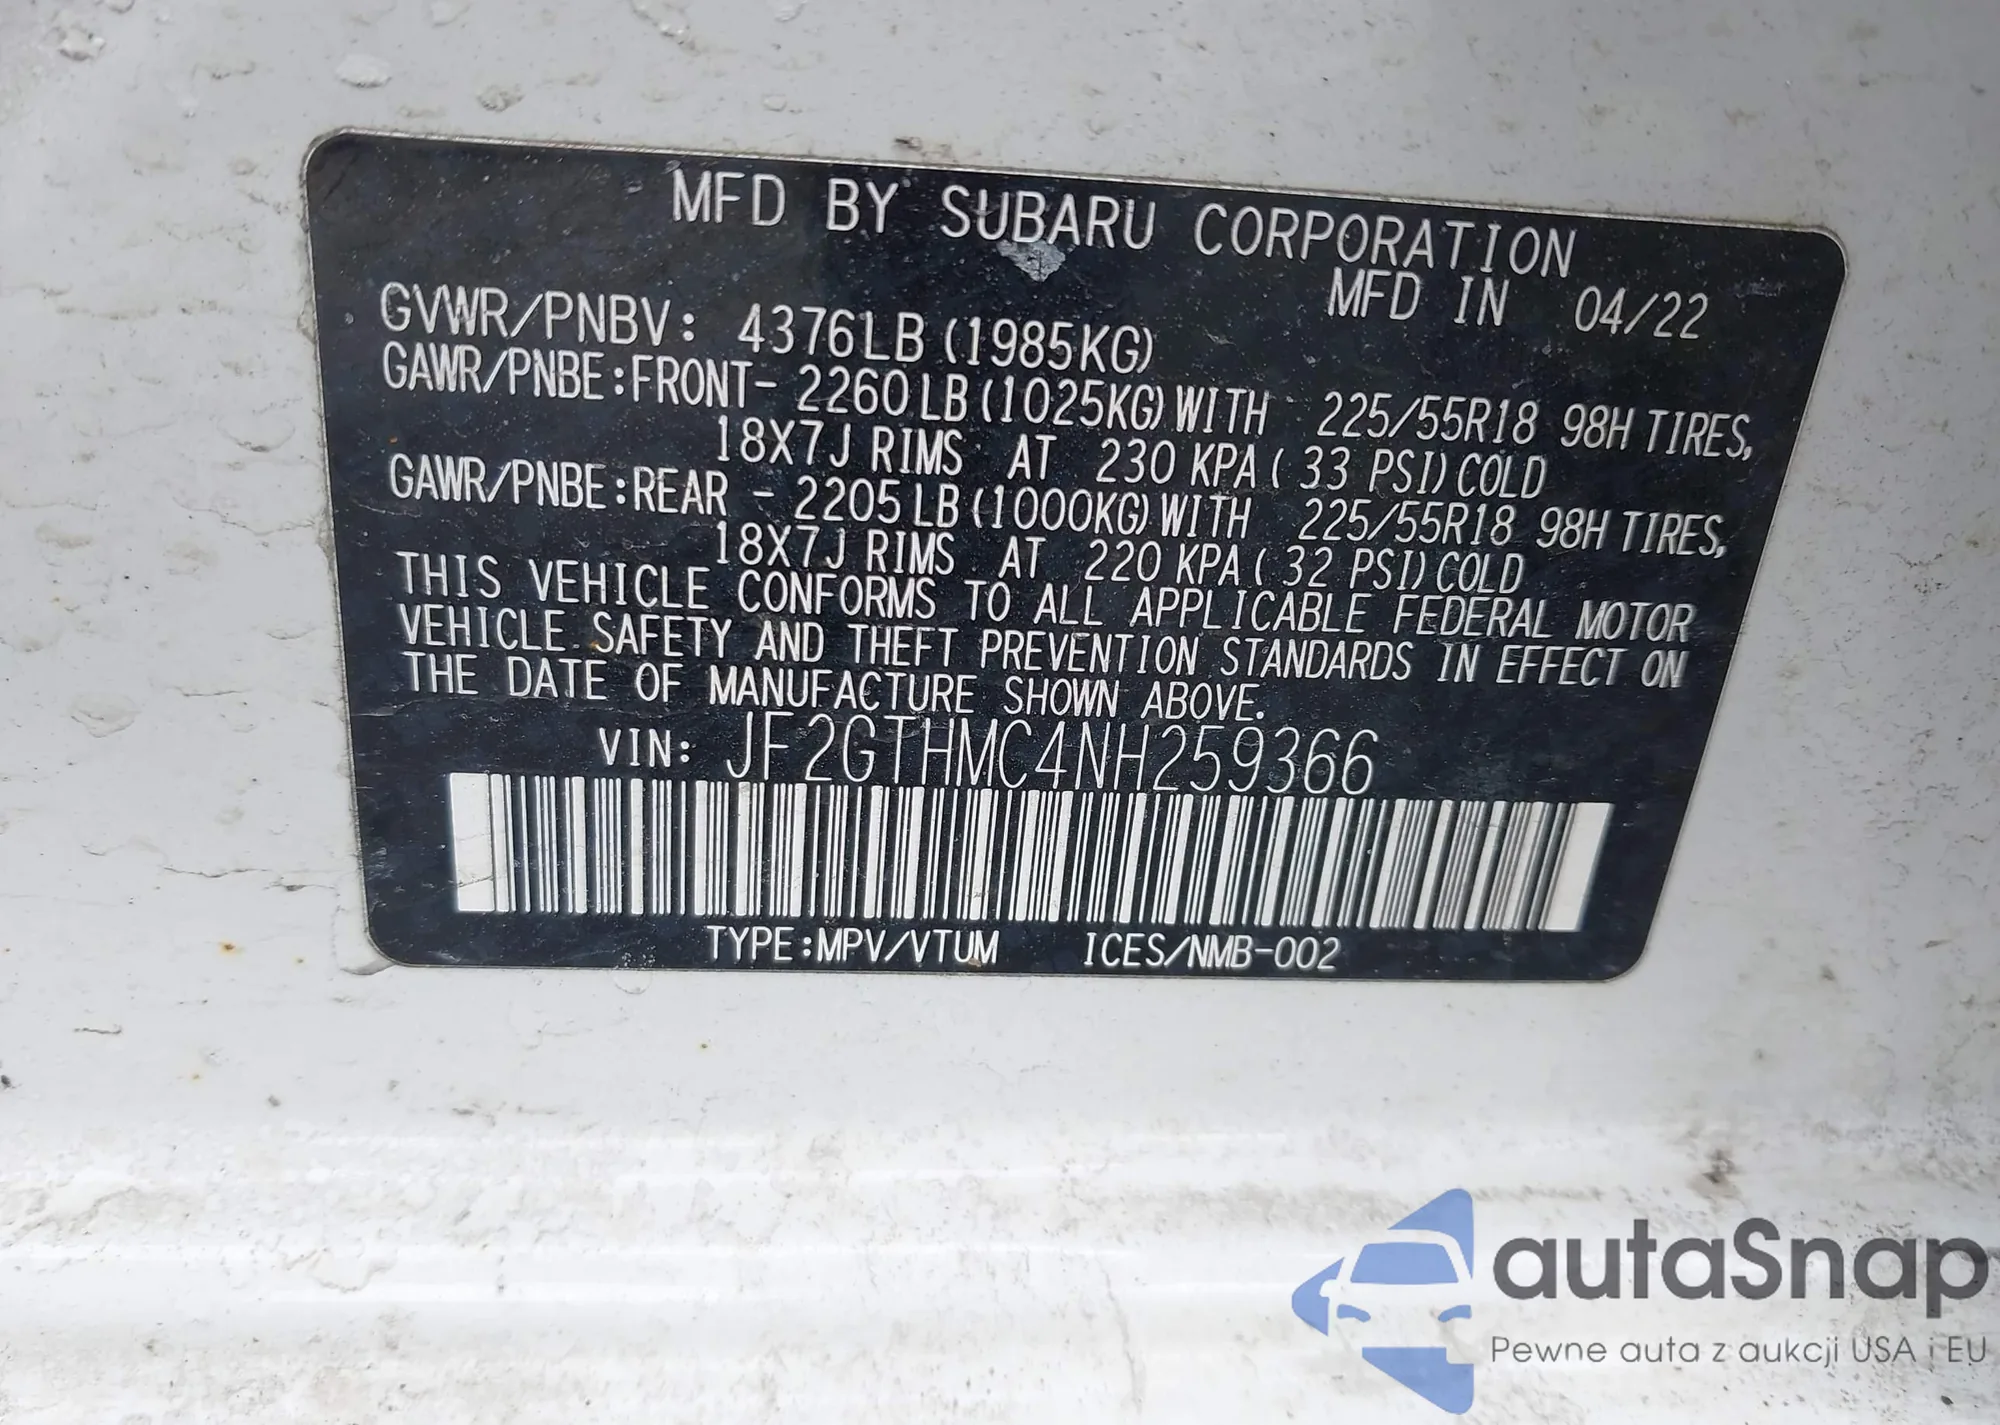 MFD BY SUBARU CORPORATION
MFD IN 04/22
GVWR/PNBV: 4376LB (1985KG)
GAWR/PNBE:FRONT- 2260LB (1025KG) WITH 225/55R18 98H TIRES,
18X7J RIMS AT 230 KPA ( 33 PSI) COLD
GAWR/PNBE:REAR - 2205LB (1000KG) WITH 225/55R18 98H TIRES,
18X7J RIMS AT 220 KPA ( 32 PSI) COLD
THIS VEHICLE CONFORMS TO ALL APPLICABLE FEDERAL MOTOR
VEHICLE SAFETY AND THEFT PREVENTION STANDARDS IN EFFECT ON
THE DATE OF MANUFACTURE SHOWN ABOVE.
VIN: JF2GTHMC4NH259366
TYPE:MPV/VTUM ICES/NMB-002
autaSnap
Pewne auta z aukcji USA i EU